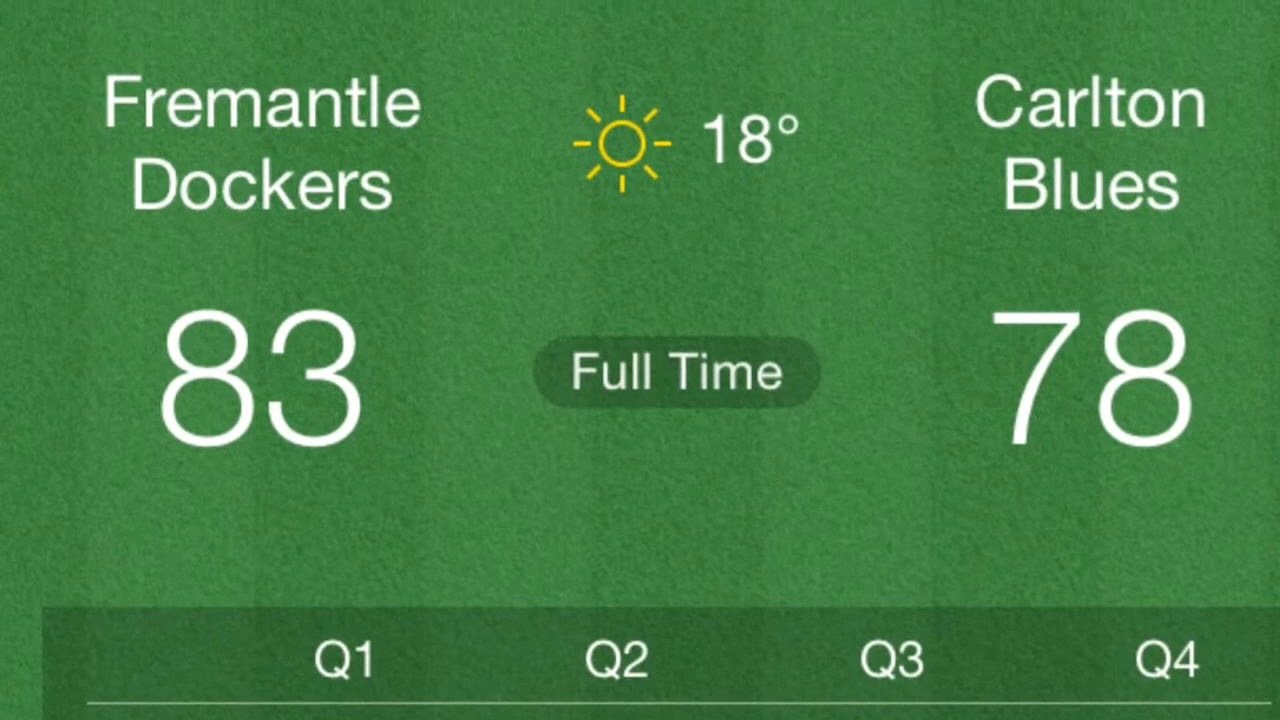 Fremantle
Dockers
18°
Carlton
Blues
83
Full Time
78
Q1 Q2 Q3 Q4